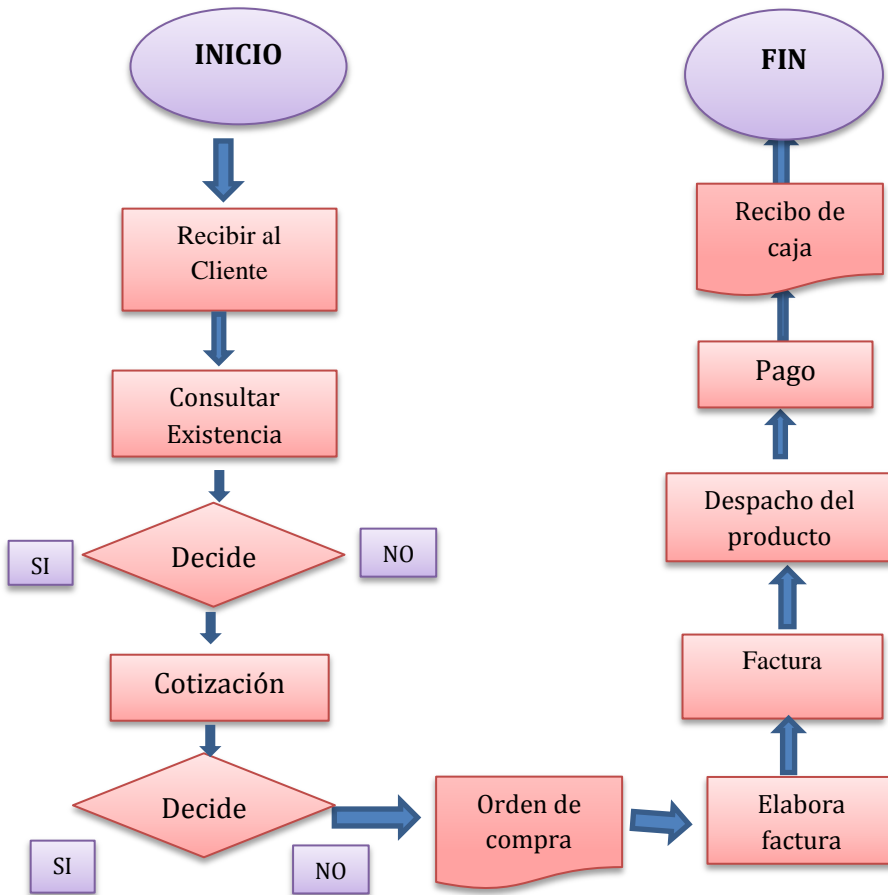 INICIO
Recibir al
Cliente
Consultar
Existencia
SI
Decide
NO
Cotización
Decide
SI
NO
Orden de
compra
Elabora
factura
Factura
Despacho del
producto
Pago
Recibo de
caja
FIN